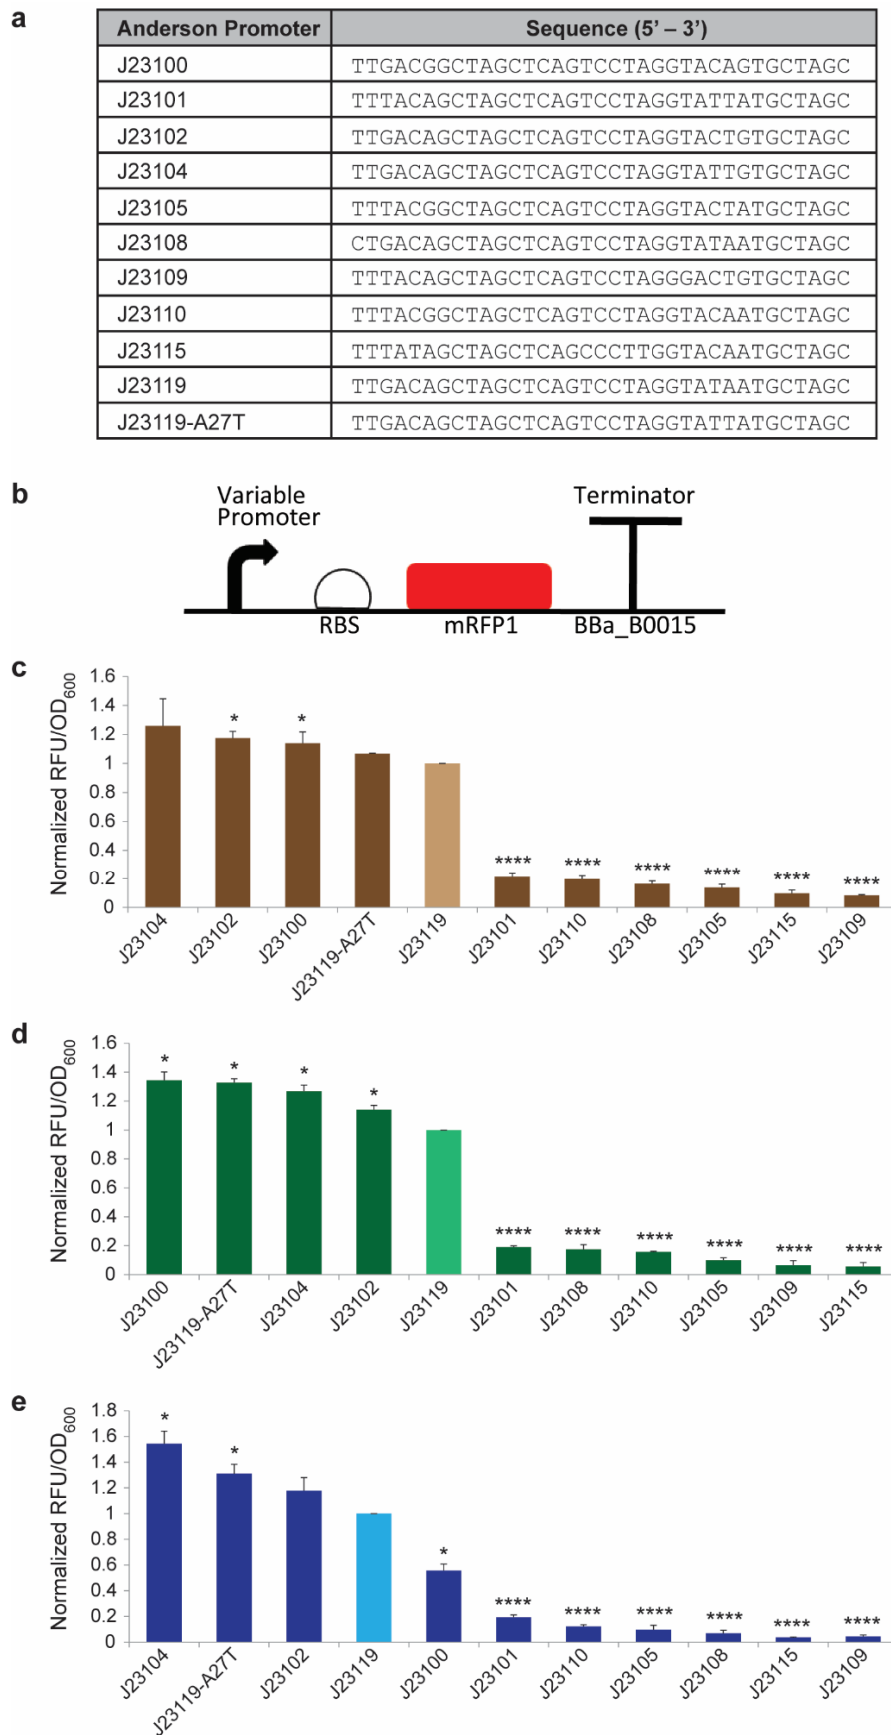 a
Anderson Promoter Sequence (5' – 3')
J23100 TTGACGGCTAGCTCAGTCCTAGGTACAGTGCTAGC
J23101 TTTACAGCTAGCTCAGTCCTAGGTATTATGCTAGC
J23102 TTGACAGCTAGCTCAGTCCTAGGTACTGTGCTAGC
J23104 TTGACAGCTAGCTCAGTCCTAGGTATTGTGCTAGC
J23105 TTTACGGCTAGCTCAGTCCTAGGTACTATGCTAGC
J23108 CTGACAGCTAGCTCAGTCCTAGGTATAATGCTAGC
J23109 TTTACAGCTAGCTCAGTCCTAGGGACTGTGCTAGC
J23110 TTTACGGCTAGCTCAGTCCTAGGTACAATGCTAGC
J23115 TTTATAGCTAGCTCAGCCCTTGGTACAATGCTAGC
J23119 TTGACAGCTAGCTCAGTCCTAGGTATAATGCTAGC
J23119-A27T TTGACAGCTAGCTCAGTCCTAGGTATTATGCTAGC
b
Variable
Promoter
Terminator
RBS mRFP1 BBa_B0015
c
Normalized RFU/OD600
1.6
1.4
1.2
1
0.8
0.6
0.4
0.2
0
* * **** **** **** **** **** ****
J23104 J23102 J23100 J23119-A27T J23119 J23101 J23110 J23108 J23105 J23115 J23109
d
Normalized RFU/OD600
1.6
1.4
1.2
1
0.8
0.6
0.4
0.2
0
* * * * **** **** **** **** **** ****
J23100 J23119-A27T J23104 J23102 J23119 J23101 J23108 J23110 J23105 J23109 J23115
e
Normalized RFU/OD600
1.8
1.6
1.4
1.2
1
0.8
0.6
0.4
0.2
0
* * * **** **** **** **** **** ****
J23104 J23119-A27T J23102 J23119 J23100 J23101 J23110 J23105 J23108 J23115 J23109